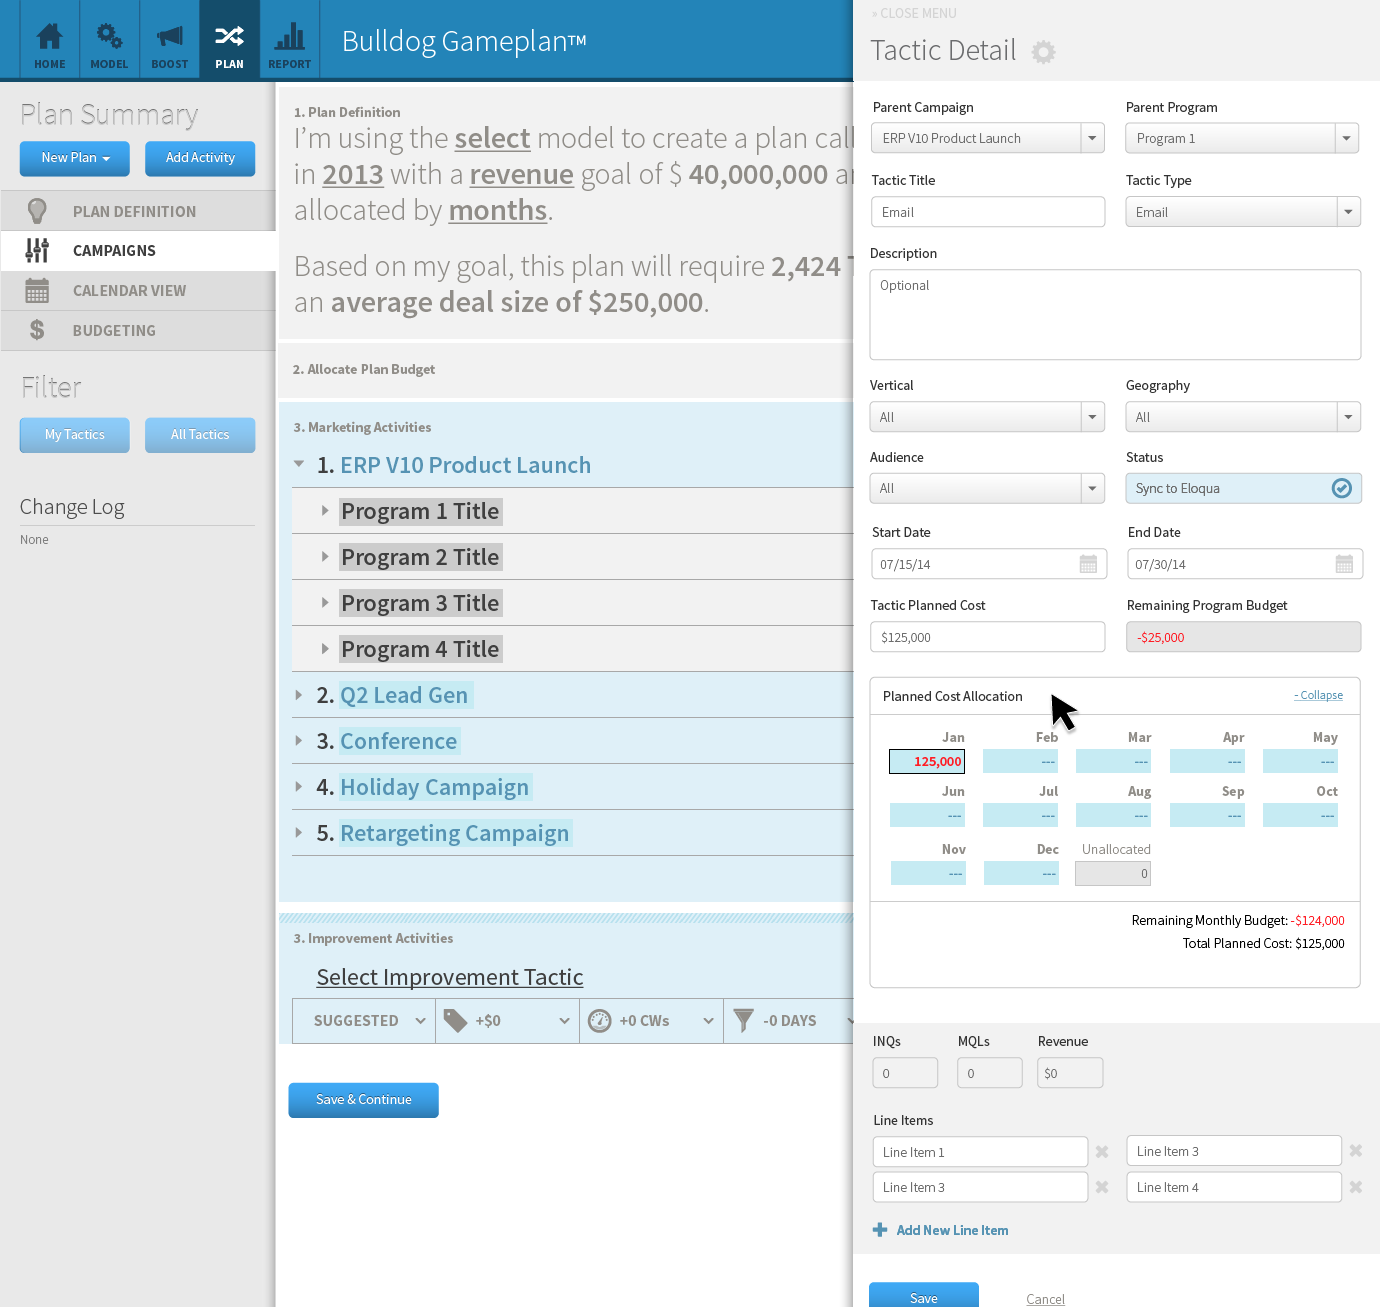 HOME
MODEL
BOOST
PLAN
REPORT
Bulldog Gameplan™
Plan Summary
New Plan
Add Activity
PLAN DEFINITION
CAMPAIGNS
CALENDAR VIEW
BUDGETING
Filter
My Tactics
All Tactics
Change Log
None
1. Plan Definition
I’m using the select model to create a plan call
in 2013 with a revenue goal of $ 40,000,000
allocated by months.
Based on my goal, this plan will require 2,424
an average deal size of $250,000.
2. Allocate Plan Budget
3. Marketing Activities
1. ERP V10 Product Launch
Program 1 Title
Program 2 Title
Program 3 Title
Program 4 Title
2. Q2 Lead Gen
3. Conference
4. Holiday Campaign
5. Retargeting Campaign
3. Improvement Activities
Select Improvement Tactic
SUGGESTED
+$0
+0 CWs
-0 DAYS
Save & Continue
» CLOSE MENU
Tactic Detail
Parent Campaign
Parent Program
ERP V10 Product Launch
Program 1
Tactic Title
Tactic Type
Email
Email
Description
Optional
Vertical
Geography
All
All
Audience
Status
All
Sync to Eloqua
Start Date
End Date
07/15/14
07/30/14
Tactic Planned Cost
Remaining Program Budget
$125,000
-$25,000
Planned Cost Allocation
- Collapse
Jan Feb Mar Apr May
125,000 --- --- --- ---
Jun Jul Aug Sep Oct
--- --- --- --- ---
Nov Dec Unallocated
--- --- 0
Remaining Monthly Budget: -$124,000
Total Planned Cost: $125,000
INQs MQLs Revenue
0 0 $0
Line Items
Line Item 1
Line Item 3
Line Item 3
Line Item 4
Add New Line Item
Save
Cancel